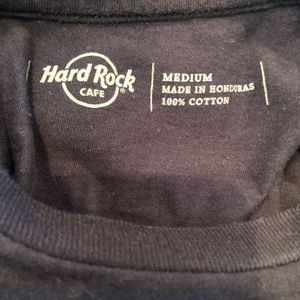 Hard Rock
CAFE
®
MEDIUM
MADE IN HONDURAS
100% COTTON